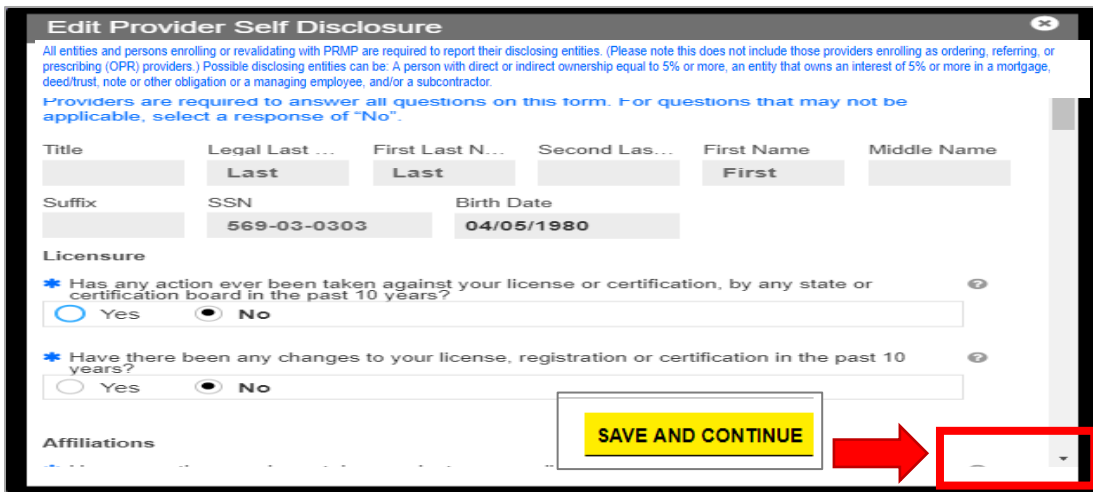 Edit Provider Self Disclosure
All entities and persons enrolling or revalidating with PRMP are required to report their disclosing entities. (Please note this does not include those providers enrolling as ordering, referring, or
prescribing (OPR) providers.) Possible disclosing entities can be: A person with direct or indirect ownership equal to 5% or more, an entity that owns an interest of 5% or more in a mortgage,
deed/trust, note or other obligation or a managing employee, and/or a subcontractor.
Providers are required to answer all questions on this form. For questions that may not be
applicable, select a response of “No”.
Title Legal Last ... First Last N... Second Las... First Name Middle Name
Last Last First
Suffix SSN Birth Date
569-03-0303 04/05/1980
Licensure
* Has any action ever been taken against your license or certification, by any state or
certification board in the past 10 years?
Yes No
* Have there been any changes to your license, registration or certification in the past 10
years?
Yes No
SAVE AND CONTINUE
Affiliations